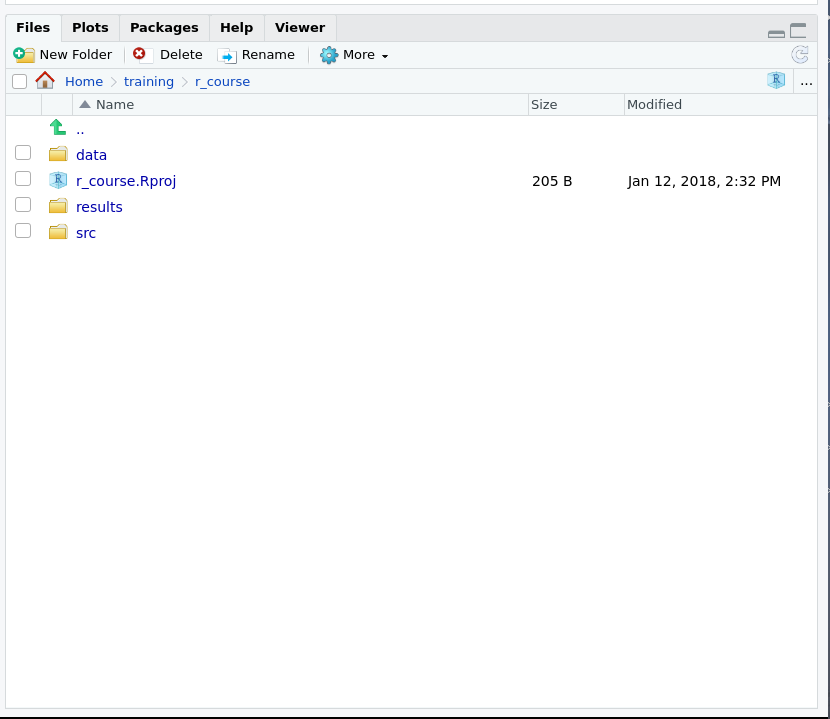 Files Plots Packages Help Viewer
New Folder Delete Rename More
Home training r_course R ...
Name Size Modified
..
data
R r_course.Rproj 205 B Jan 12, 2018, 2:32 PM
results
src